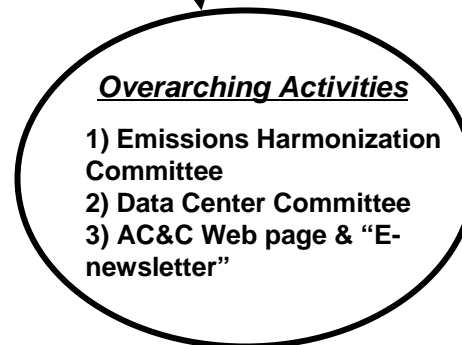 Overarching Activities
1) Emissions Harmonization
Committee
2) Data Center Committee
3) AC&C Web page & “E-
newsletter”